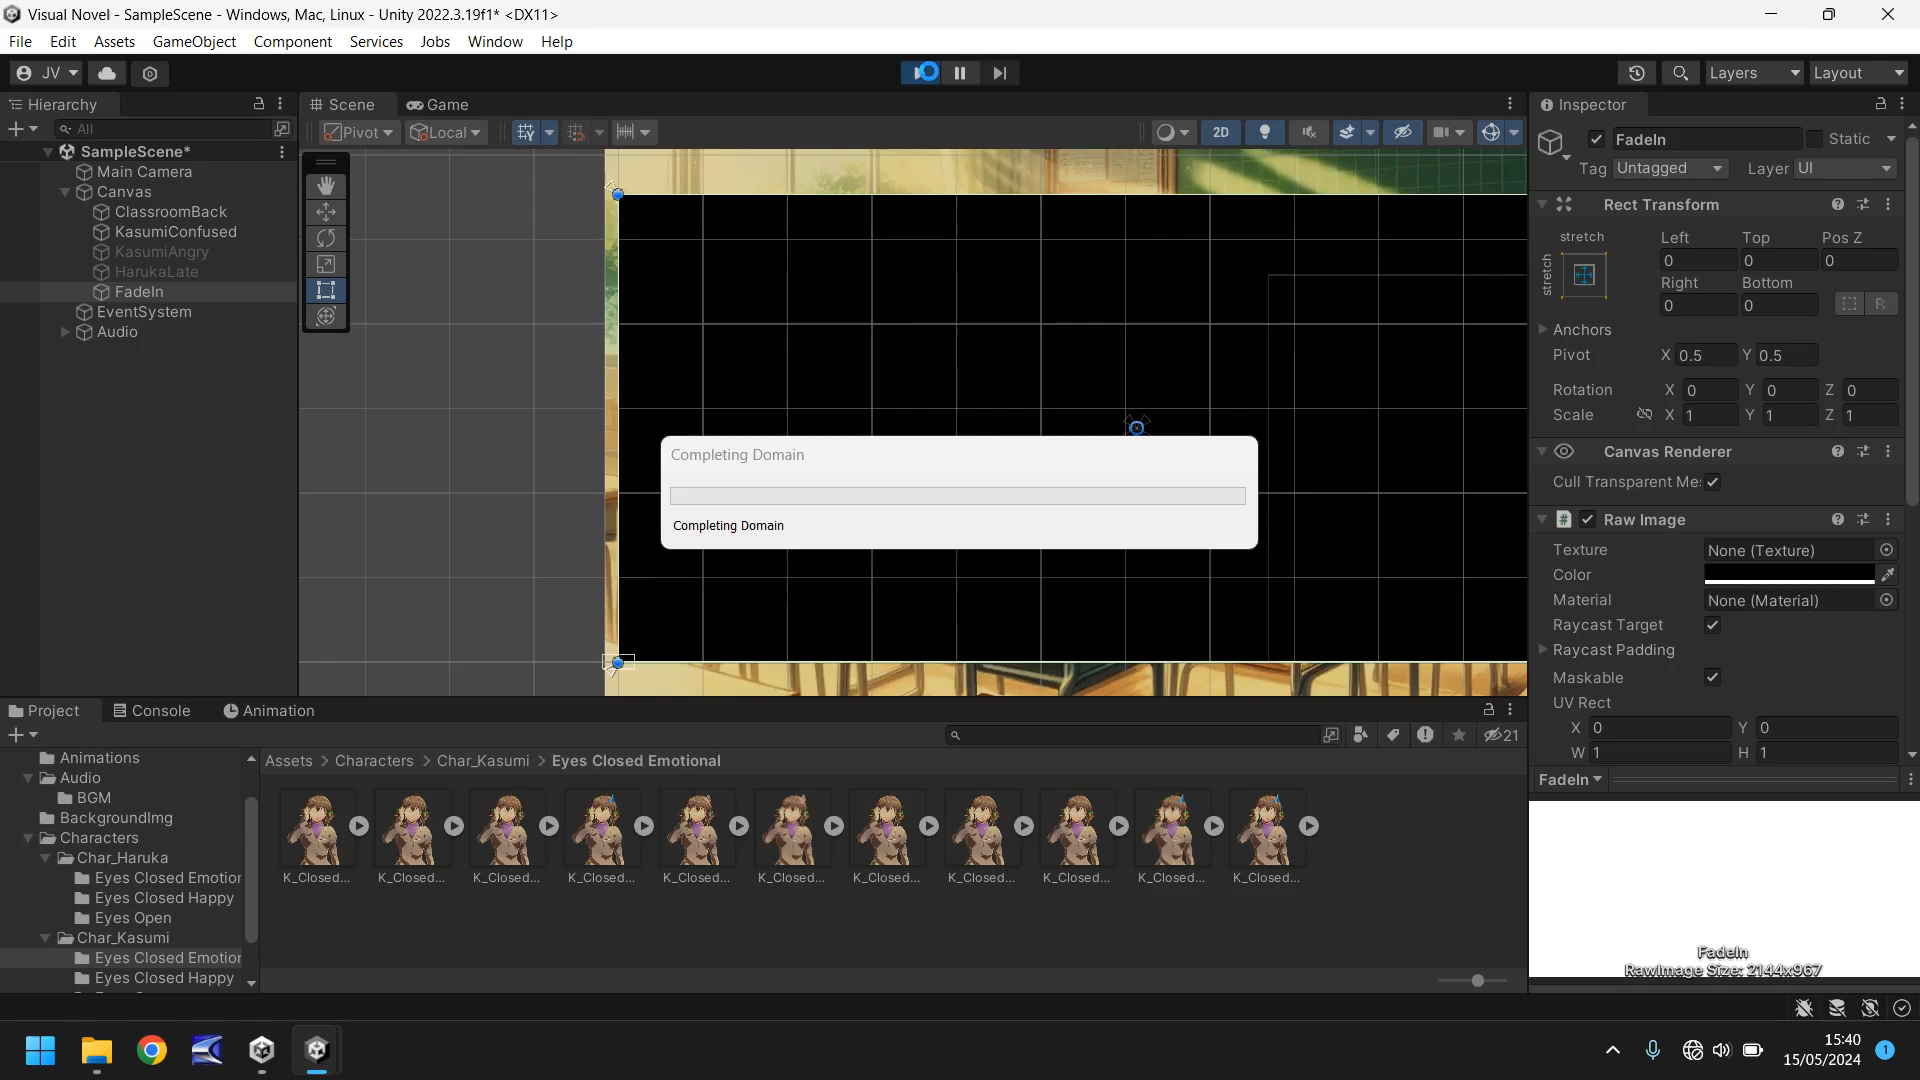 Visual Novel - SampleScene - Windows, Mac, Linux - Unity 2022.3.19f1* <DX11>
File Edit Assets GameObject Component Services Jobs Window Help
JV Layers Layout
Hierarchy
All
SampleScene*
Main Camera
Canvas
ClassroomBack
KasumiConfused
KasumiAngry
HarukaLate
FadeIn
EventSystem
Audio
Scene Game
Pivot Local 2D
Completing Domain
Completing Domain
Inspector
FadeIn Static
Tag Untagged Layer UI
Rect Transform
stretch Left Top Pos Z
stretch 0 0 0
Right Bottom
0 0 R
Anchors
Pivot X 0.5 Y 0.5
Rotation X 0 Y 0 Z 0
Scale X 1 Y 1 Z 1
Canvas Renderer
Cull Transparent Me:
Raw Image
Texture None (Texture)
Color
Material None (Material)
Raycast Target
Raycast Padding
Maskable
UV Rect
X 0 Y 0
W 1 H 1
FadeIn
FadeIn
RawImage Size: 2144x967
Project Console Animation
21
Animations
Audio
BGM
BackgroundImg
Characters
Char_Haruka
Eyes Closed Emotior
Eyes Closed Happy
Eyes Open
Char_Kasumi
Eyes Closed Emotior
Eyes Closed Happy
Assets > Characters > Char_Kasumi > Eyes Closed Emotional
K_Closed... K_Closed... K_Closed... K_Closed... K_Closed... K_Closed... K_Closed... K_Closed... K_Closed... K_Closed... K_Closed...
15:40
15/05/2024
1